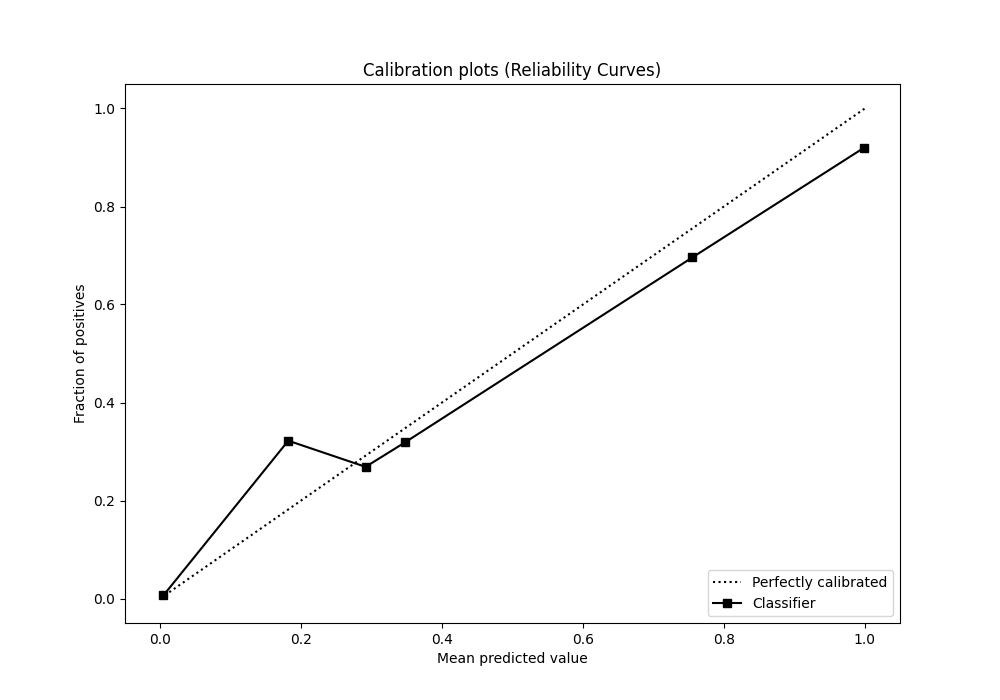 Calibration plots (Reliability Curves)
1.0
0.8
0.6
0.4
0.2
0.0
Fraction of positives
0.0 0.2 0.4 0.6 0.8 1.0
Mean predicted value
Perfectly calibrated
Classifier